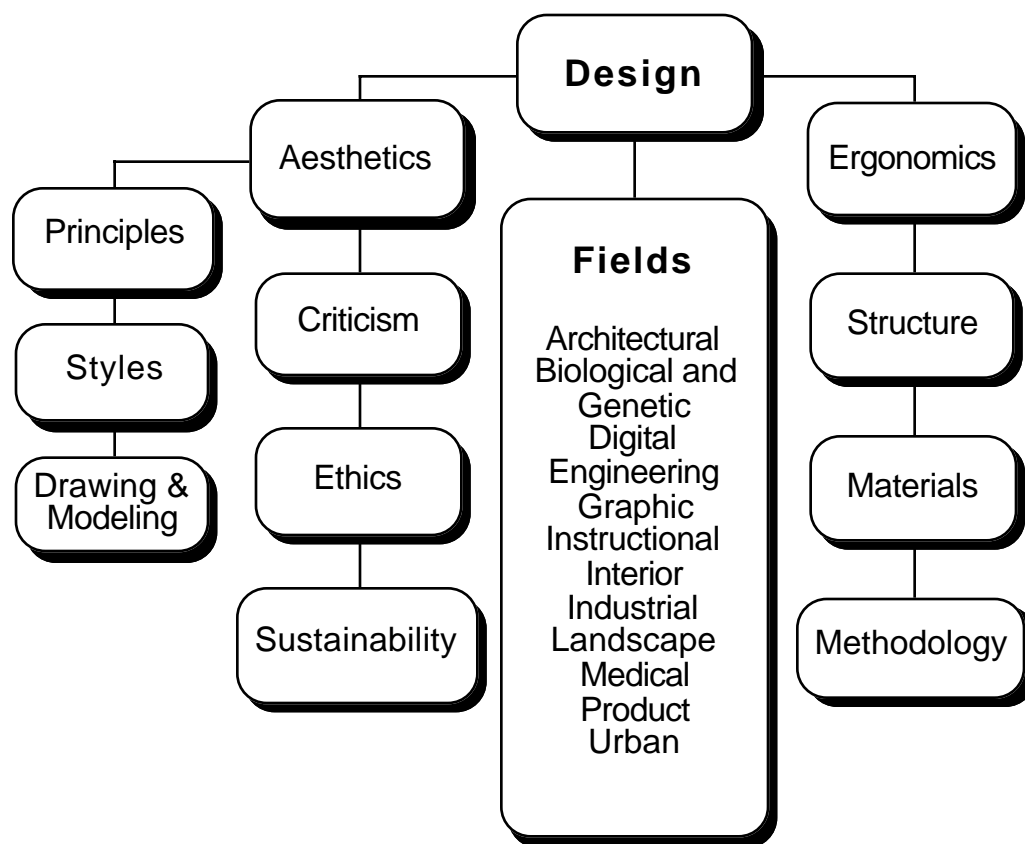 Design
Aesthetics
Ergonomics
Principles
Fields
Criticism
Structure
Styles
Architectural
Biological and
Genetic
Digital
Engineering
Graphic
Instructional
Interior
Industrial
Landscape
Medical
Product
Urban
Drawing &
Modeling
Ethics
Materials
Sustainability
Methodology